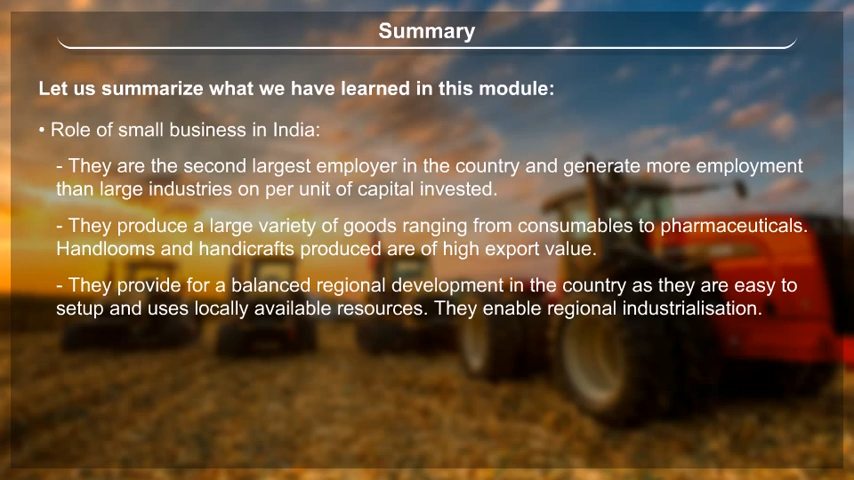 Summary
Let us summarize what we have learned in this module:
• Role of small business in India:
- They are the second largest employer in the country and generate more employment
than large industries on per unit of capital invested.
- They produce a large variety of goods ranging from consumables to pharmaceuticals.
Handlooms and handicrafts produced are of high export value.
- They provide for a balanced regional development in the country as they are easy to
setup and uses locally available resources. They enable regional industrialisation.